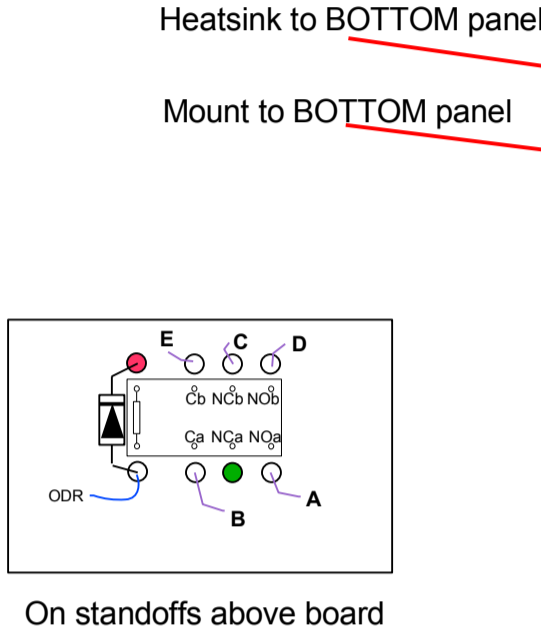 Heatsink to BOTTOM panel
Mount to BOTTOM panel
E C D
Cb NCb NOb
Ca NCa NOa
ODR
A
B
On standoffs above board